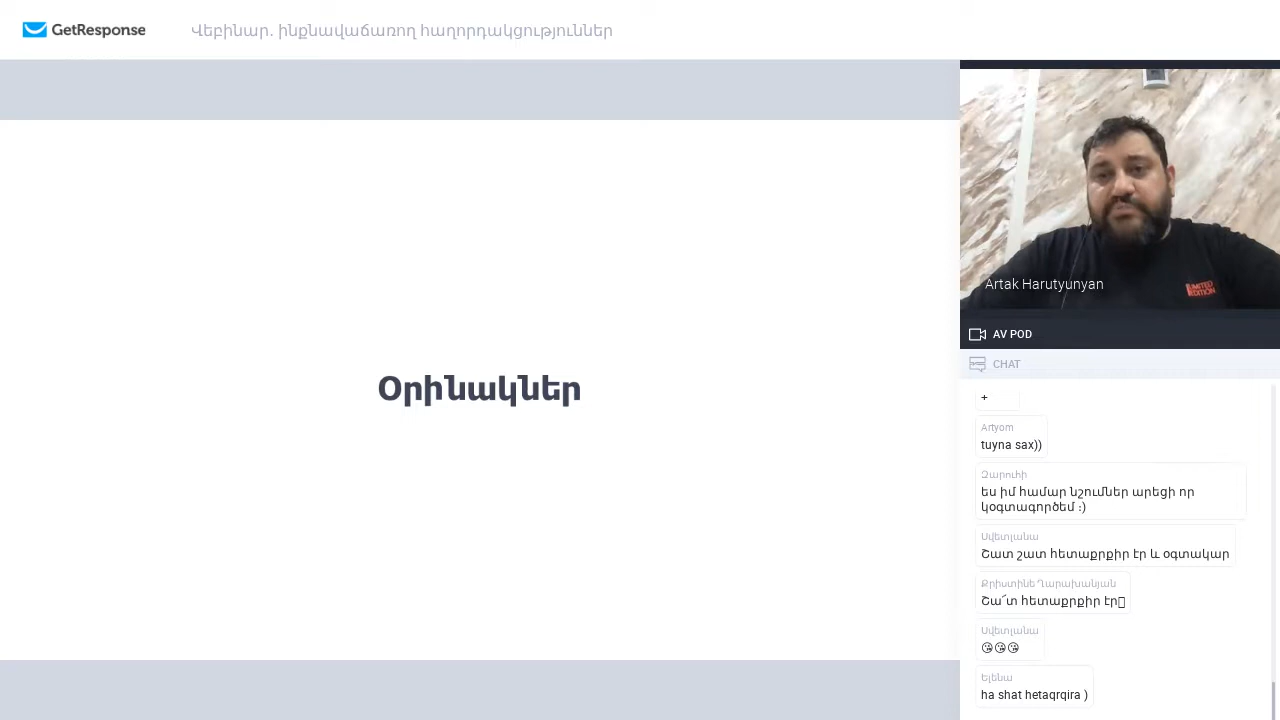 GetResponse
Վեբինար. ինքնավաճառող հաղորդակցություններ
LIMITED
EDITION
Artak Harutyunyan
AV POD
CHAT
Օրինակներ
+
Artyom
tuyna sax))
Զարուհի
ես իմ համար նշումներ արեցի որ
կօգտագործեմ ։)
Սվետլանա
Շատ շատ հետաքրքիր էր և օգտակար
Քրիստինե Ղարախանյան
Շա՜տ հետաքրքիր էր
Սվետլանա
😘😘😘
Ելենա
ha shat hetaqrqira )